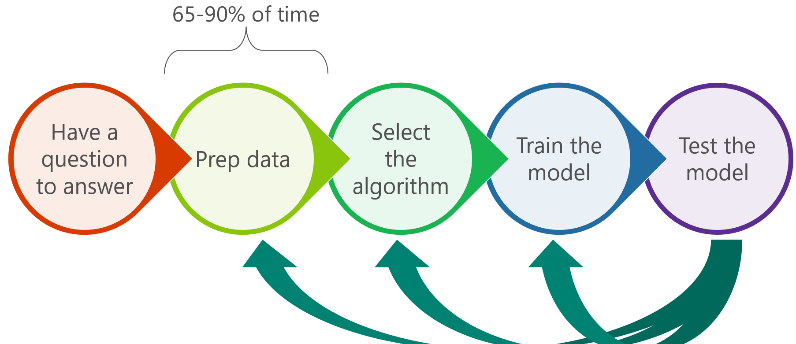 65-90% of time
Have a
question
to answer
Prep data
Select
the
algorithm
Train the
model
Test the
model